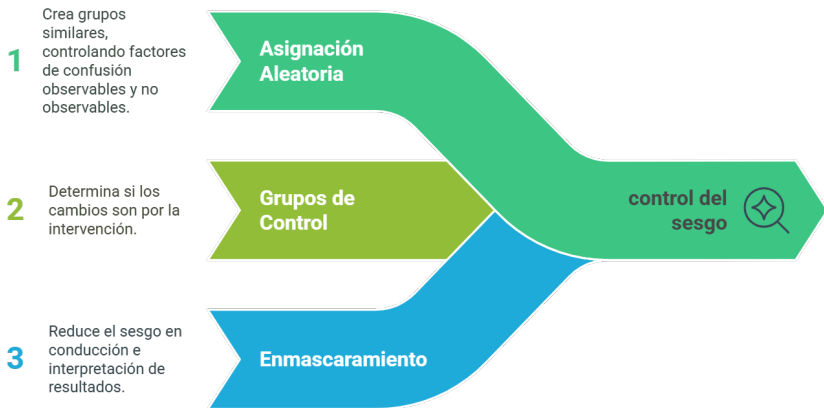 1
Crea grupos
similares,
controlando factores
de confusión
observables y no
observables.
Asignación
Aleatoria
2
Determina si los
cambios son por la
intervención.
Grupos de
Control
3
Reduce el sesgo en
conducción e
interpretación de
resultados.
Enmascaramiento
control del
sesgo